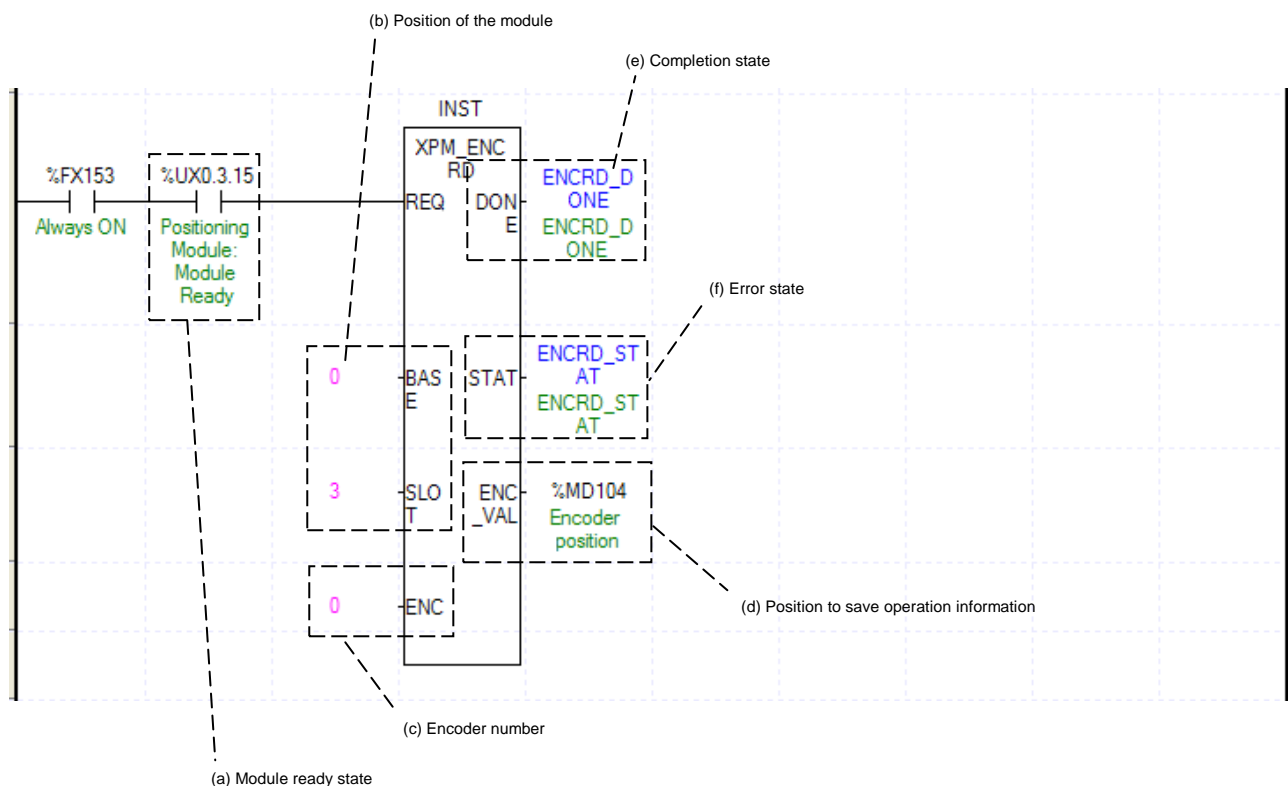 (b) Position of the module
(e) Completion state
INST
XPM_ENC
RD
%FX153
%UX0.3.15
REQ
DON
E
ENCRD_D
ONE
ENCRD_D
ONE
Always ON
Positioning
Module:
Module
Ready
(f) Error state
0
BAS
E
STAT
ENCRD_ST
AT
ENCRD_ST
AT
3
SLO
T
ENC
_VAL
%MD104
Encoder
position
0
ENC
(d) Position to save operation information
(c) Encoder number
(a) Module ready state